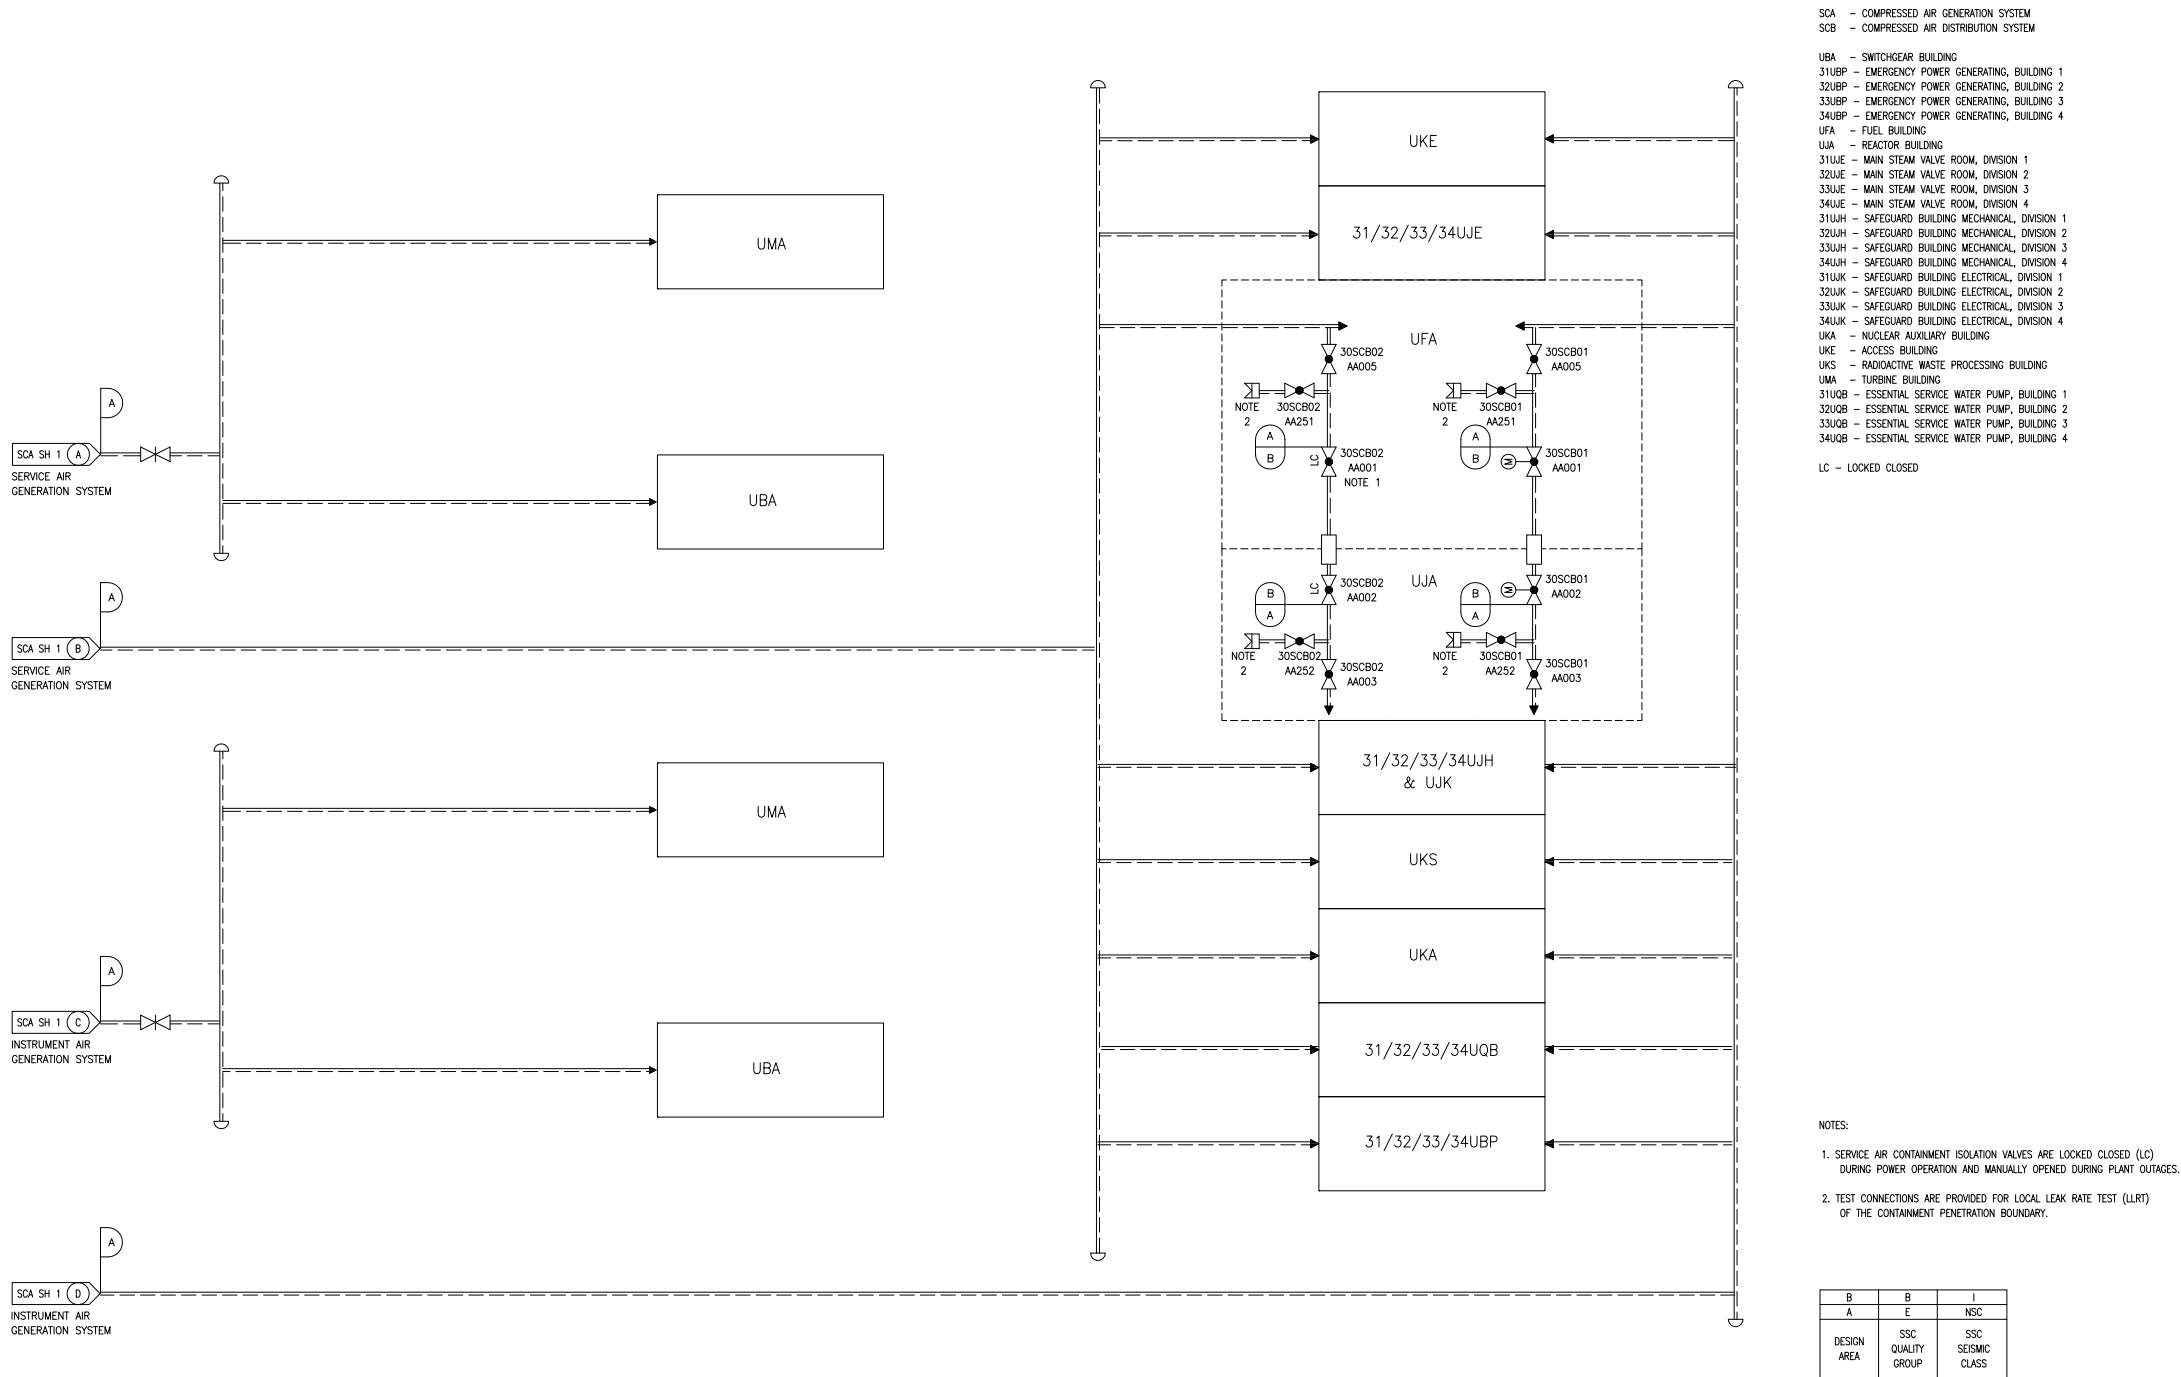 SCA – COMPRESSED AIR GENERATION SYSTEM
SCB – COMPRESSED AIR DISTRIBUTION SYSTEM
UBA – SWITCHGEAR BUILDING
31UBP – EMERGENCY POWER GENERATING, BUILDING 1
32UBP – EMERGENCY POWER GENERATING, BUILDING 2
33UBP – EMERGENCY POWER GENERATING, BUILDING 3
34UBP – EMERGENCY POWER GENERATING, BUILDING 4
UFA – FUEL BUILDING
UJA – REACTOR BUILDING
31UJE – MAIN STEAM VALVE ROOM, DIVISION 1
32UJE – MAIN STEAM VALVE ROOM, DIVISION 2
33UJE – MAIN STEAM VALVE ROOM, DIVISION 3
34UJE – MAIN STEAM VALVE ROOM, DIVISION 4
31UJH – SAFEGUARD BUILDING MECHANICAL, DIVISION 1
32UJH – SAFEGUARD BUILDING MECHANICAL, DIVISION 2
33UJH – SAFEGUARD BUILDING MECHANICAL, DIVISION 3
34UJH – SAFEGUARD BUILDING MECHANICAL, DIVISION 4
31UJK – SAFEGUARD BUILDING ELECTRICAL, DIVISION 1
32UJK – SAFEGUARD BUILDING ELECTRICAL, DIVISION 2
33UJK – SAFEGUARD BUILDING ELECTRICAL, DIVISION 3
34UJK – SAFEGUARD BUILDING ELECTRICAL, DIVISION 4
UKA – NUCLEAR AUXILIARY BUILDING
UKE – ACCESS BUILDING
UKS – RADIOACTIVE WASTE PROCESSING BUILDING
UMA – TURBINE BUILDING
31UQB – ESSENTIAL SERVICE WATER PUMP, BUILDING 1
32UQB – ESSENTIAL SERVICE WATER PUMP, BUILDING 2
33UQB – ESSENTIAL SERVICE WATER PUMP, BUILDING 3
34UQB – ESSENTIAL SERVICE WATER PUMP, BUILDING 4
LC – LOCKED CLOSED
A
SCA SH 1 A
SERVICE AIR
GENERATION SYSTEM
UMA
UBA
A
SCA SH 1 B
SERVICE AIR
GENERATION SYSTEM
A
SCA SH 1 C
INSTRUMENT AIR
GENERATION SYSTEM
UMA
UBA
A
SCA SH 1 D
INSTRUMENT AIR
GENERATION SYSTEM
UKE
31/32/33/34UJE
UFA
30SCB02
AA005
NOTE
2
30SCB02
AA251
A
B
LC
30SCB02
AA001
NOTE 1
30SCB01
AA005
NOTE
2
30SCB01
AA251
A
B
M
30SCB01
AA001
UJA
B
A
LC
30SCB02
AA002
NOTE
2
30SCB02
AA252
30SCB02
AA003
B
A
M
30SCB01
AA002
NOTE
2
30SCB01
AA252
30SCB01
AA003
31/32/33/34UJH
& UJK
UKS
UKA
31/32/33/34UQB
31/32/33/34UBP
NOTES:
1. SERVICE AIR CONTAINMENT ISOLATION VALVES ARE LOCKED CLOSED (LC)
DURING POWER OPERATION AND MANUALLY OPENED DURING PLANT OUTAGES.
2. TEST CONNECTIONS ARE PROVIDED FOR LOCAL LEAK RATE TEST (LLRT)
OF THE CONTAINMENT PENETRATION BOUNDARY.
B B I
A E NSC
DESIGN
AREA
SSC
QUALITY
GROUP
SSC
SEISMIC
CLASS